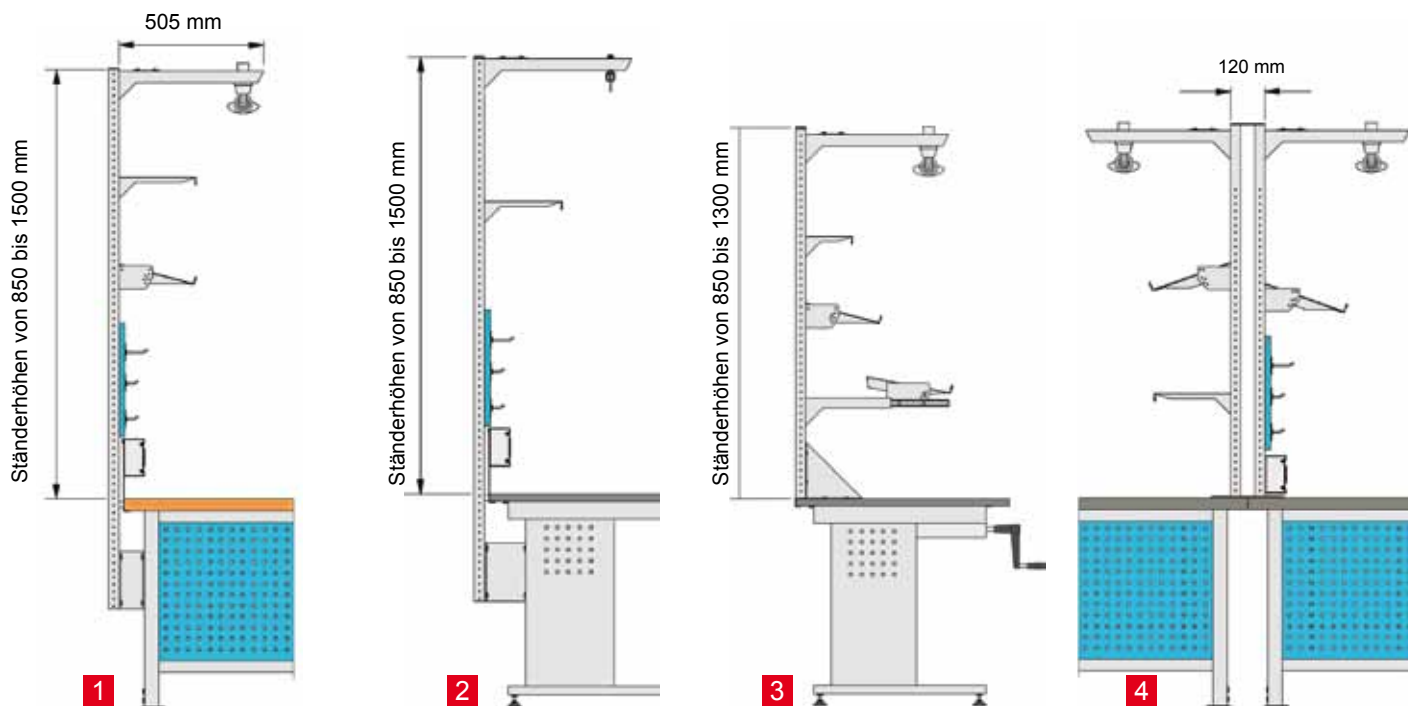 505 mm
Ständerhöhen von 850 bis 1500 mm
1
Ständerhöhen von 850 bis 1500 mm
2
Ständerhöhen von 850 bis 1300 mm
3
120 mm
4